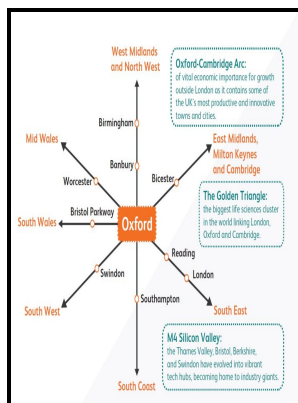 West Midlands
and North West
Oxford-Cambridge Arc:
of vital economic importance for growth
outside London as it contains some of
the UK's most productive and innovative
towns and cities.
Birmingham
Mid Wales
East Midlands,
Milton Keynes
and Cambridge
Banbury
Bicester
Worcester
The Golden Triangle:
the biggest life sciences cluster
in the world linking London,
Oxford and Cambridge.
Bristol Parkway
South Wales
Oxford
Reading
Swindon
London
Southampton
South West
South East
M4 Silicon Valley:
the Thames Valley, Bristol, Berkshire,
and Swindon have evolved into vibrant
tech hubs, becoming home to industry giants.
South Coast